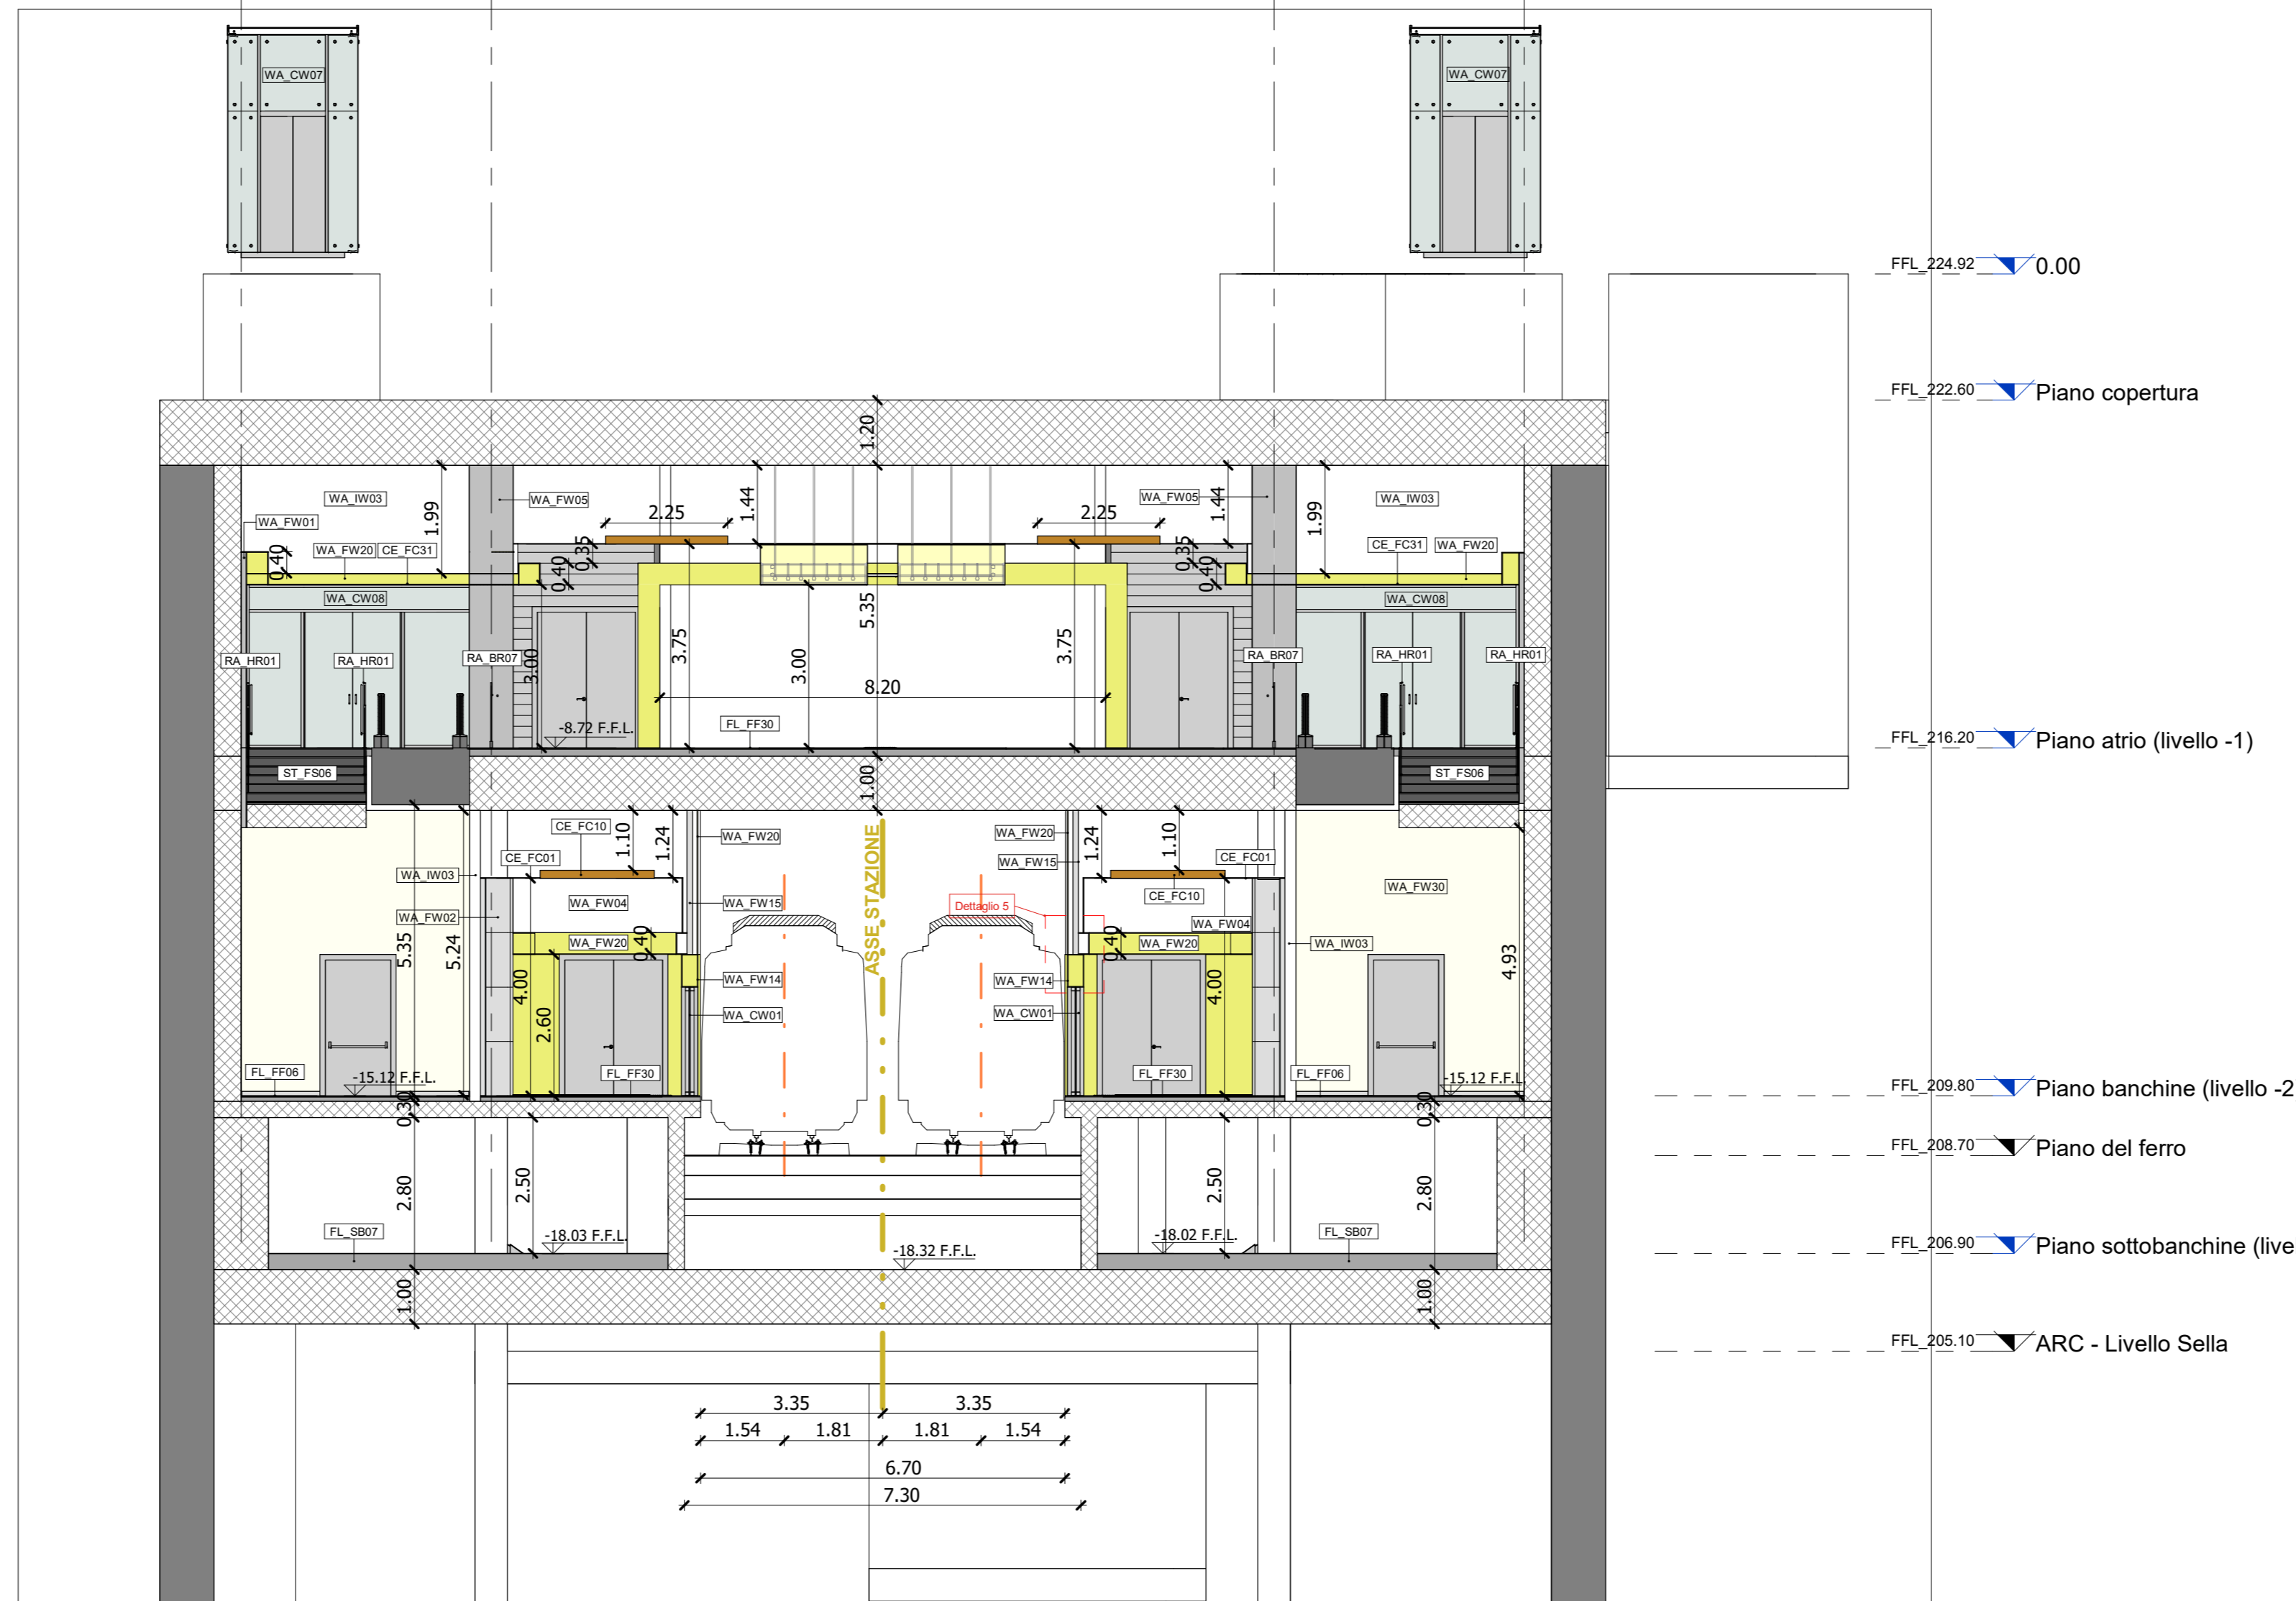 WA_CW07
WA_CW07
FFL_224.92
0.00
FFL_222.60
Piano copertura
1.20
WA_IW03
1.99
WA_FW05
1.44
WA_FW05
1.44
1.99
WA_IW03
WA_FW01
2.25
2.25
0.40
WA_FW20
CE_FC31
0.35
0.40
0.35
0.40
CE_FC31
WA_FW20
WA_CW08
5.35
WA_CW08
RA_HR01
RA_HR01
RA_BR07
3.00
3.75
3.00
3.75
RA_BR07
RA_HR01
RA_HR01
8.20
-8.72 F.F.L.
FL_FF30
FFL_216.20
Piano atrio (livello -1)
ST_FS06
1.00
ST_FS06
CE_FC10
1.10
1.24
WA_FW20
WA_FW20
1.24
1.10
CE_FC01
WA_FW15
CE_FC01
WA_IW03
WA_FW04
WA_FW15
ASSE STAZIONE
Dettaglio 5
CE_FC10
WA_FW30
WA_FW02
WA_FW04
5.35
5.24
WA_FW20
0.40
0.40
WA_FW20
WA_IW03
4.93
4.00
WA_FW14
WA_FW14
4.00
2.60
WA_CW01
WA_CW01
FL_FF06
-15.12 F.F.L.
FL_FF30
FL_FF30
FL_FF06
-15.12 F.F.L.
FFL_209.80
Piano banchine (livello -2
0.30
0.30
FFL_208.70
Piano del ferro
2.80
2.50
2.50
2.80
FL_SB07
-18.03 F.F.L.
-18.32 F.F.L.
-18.02 F.F.L.
FL_SB07
FFL_206.90
Piano sottobanchine (live
1.00
1.00
FFL_205.10
ARC - Livello Sella
3.35
3.35
1.54
1.81
1.81
1.54
6.70
7.30